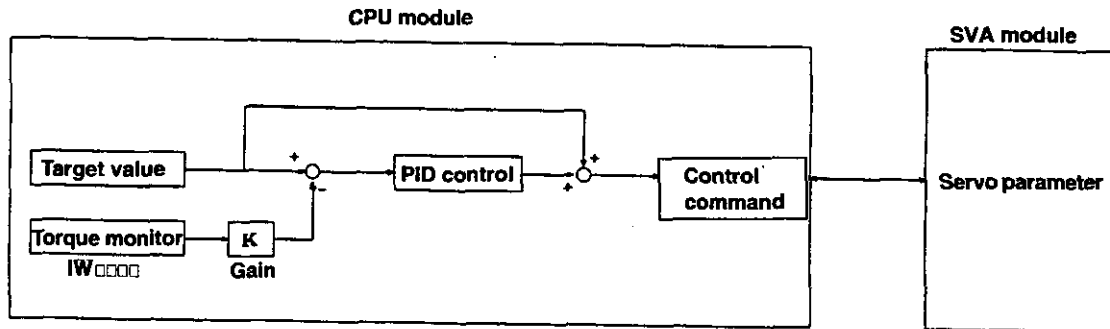 CPU module
SVA module
Target value
+
−
PID control
+
+
Control
command
Servo parameter
Torque monitor
IW□□□□
K
Gain